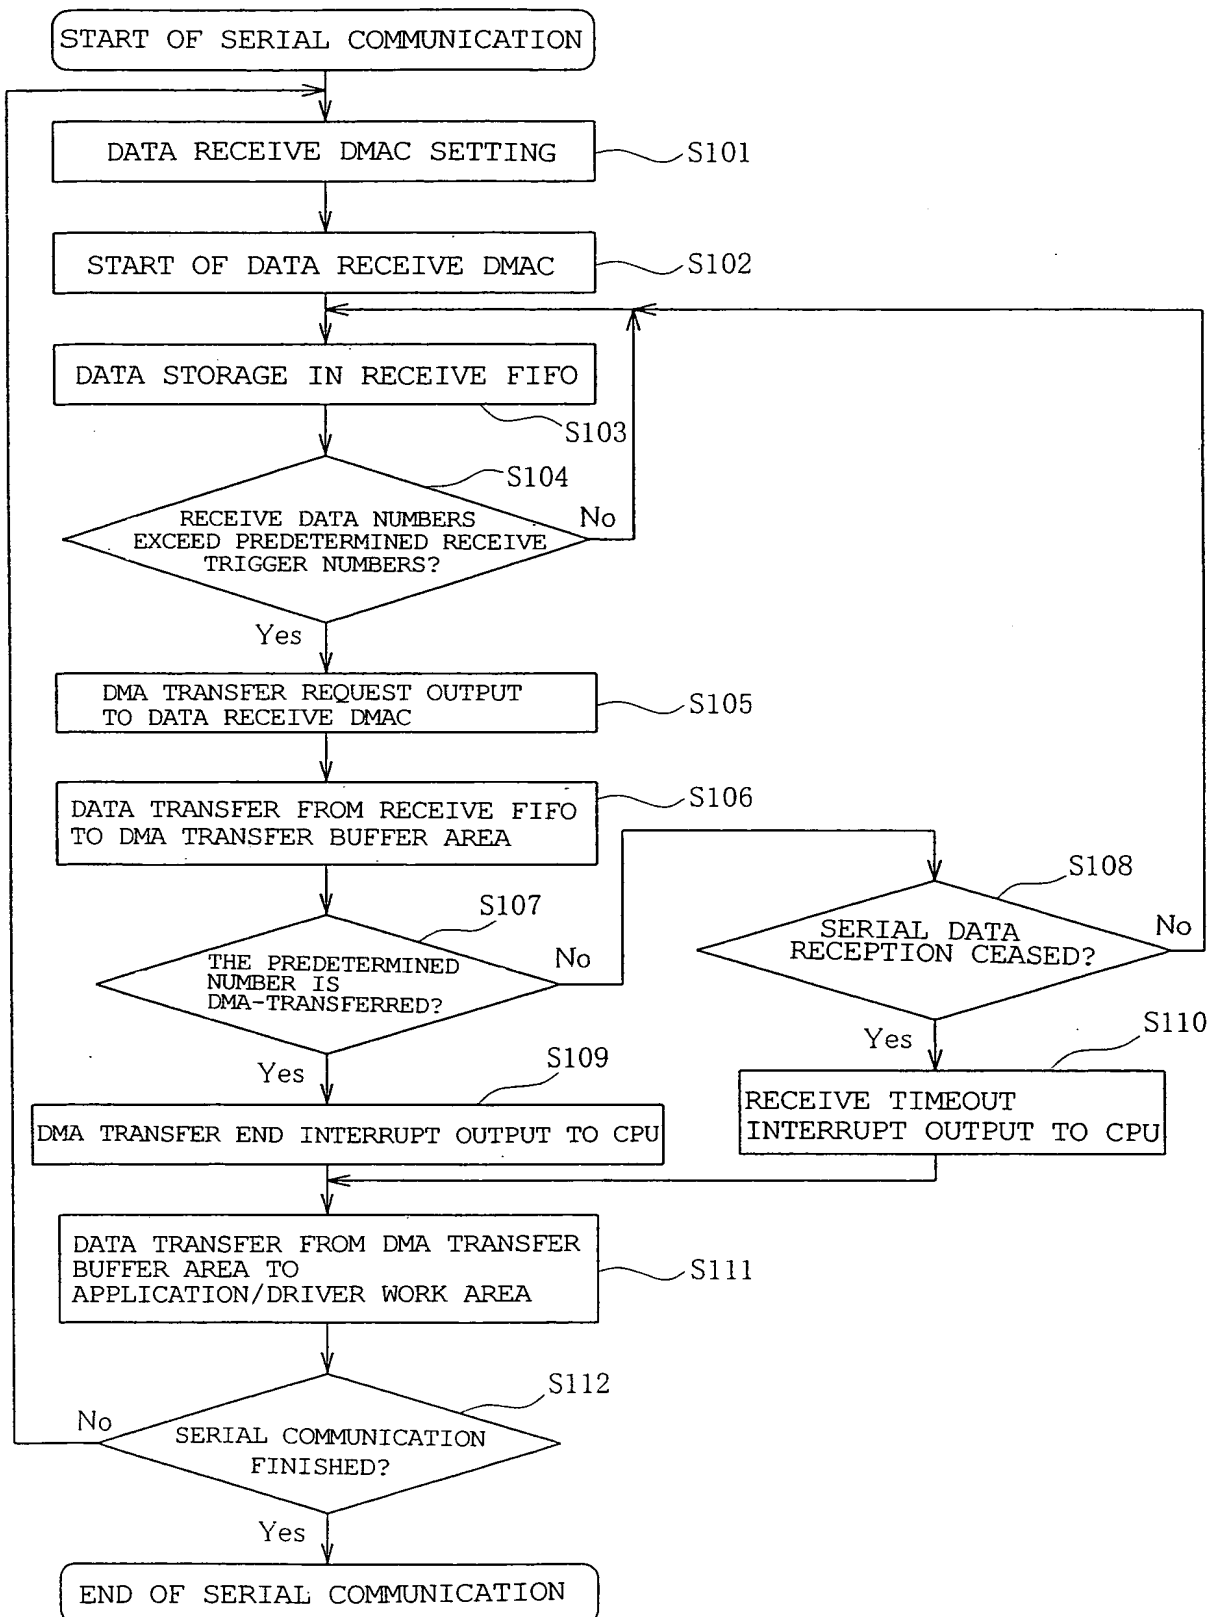 START OF SERIAL COMMUNICATION
DATA RECEIVE DMAC SETTING
S101
START OF DATA RECEIVE DMAC
S102
DATA STORAGE IN RECEIVE FIFO
S103
S104
RECEIVE DATA NUMBERS
EXCEED PREDETERMINED RECEIVE
TRIGGER NUMBERS?
No
Yes
DMA TRANSFER REQUEST OUTPUT
TO DATA RECEIVE DMAC
S105
DATA TRANSFER FROM RECEIVE FIFO
TO DMA TRANSFER BUFFER AREA
S106
S107
THE PREDETERMINED
NUMBER IS
DMA-TRANSFERRED?
No
Yes
S108
SERIAL DATA
RECEPTION CEASED?
No
Yes
S109
DMA TRANSFER END INTERRUPT OUTPUT TO CPU
S110
RECEIVE TIMEOUT
INTERRUPT OUTPUT TO CPU
DATA TRANSFER FROM DMA TRANSFER
BUFFER AREA TO
APPLICATION/DRIVER WORK AREA
S111
S112
SERIAL COMMUNICATION
FINISHED?
No
Yes
END OF SERIAL COMMUNICATION